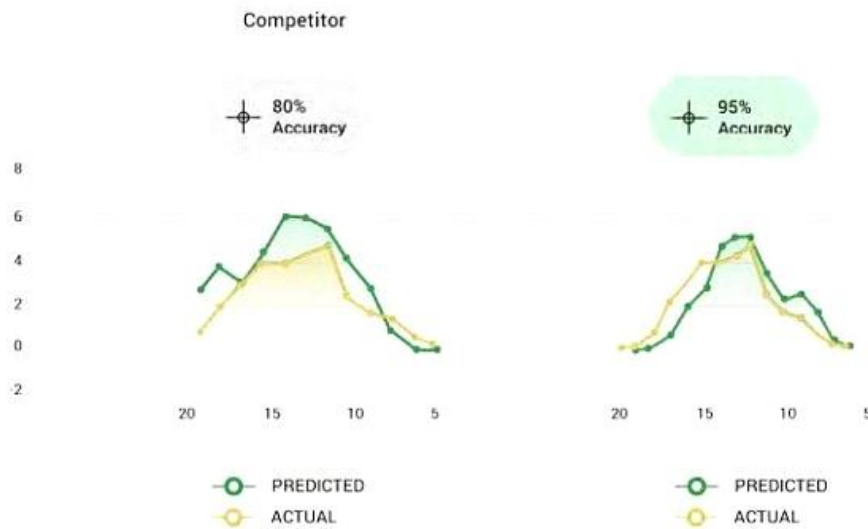 Competitor
80%
Accuracy
95%
Accuracy
8
6
4
2
0
2
20 15 10 5
20 15 10 5
PREDICTED
ACTUAL
PREDICTED
ACTUAL